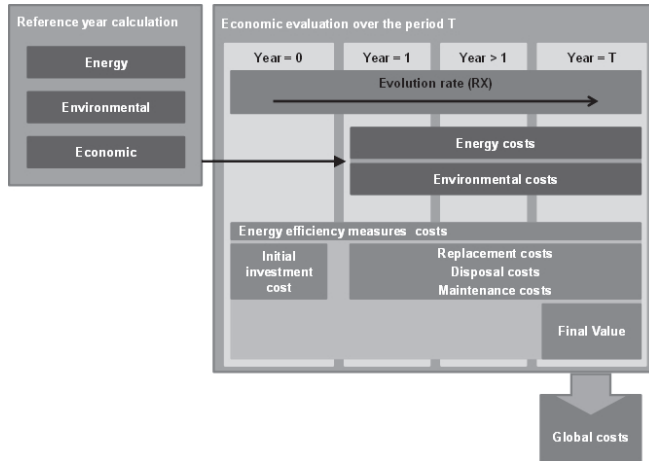 Reference year calculation
Energy
Environmental
Economic
Economic evaluation over the period T
Year = 0
Year = 1
Year > 1
Year = T
Evolution rate (RX)
Energy costs
Environmental costs
Energy efficiency measures costs
Initial
investment
cost
Replacement costs
Disposal costs
Maintenance costs
Final Value
Global costs